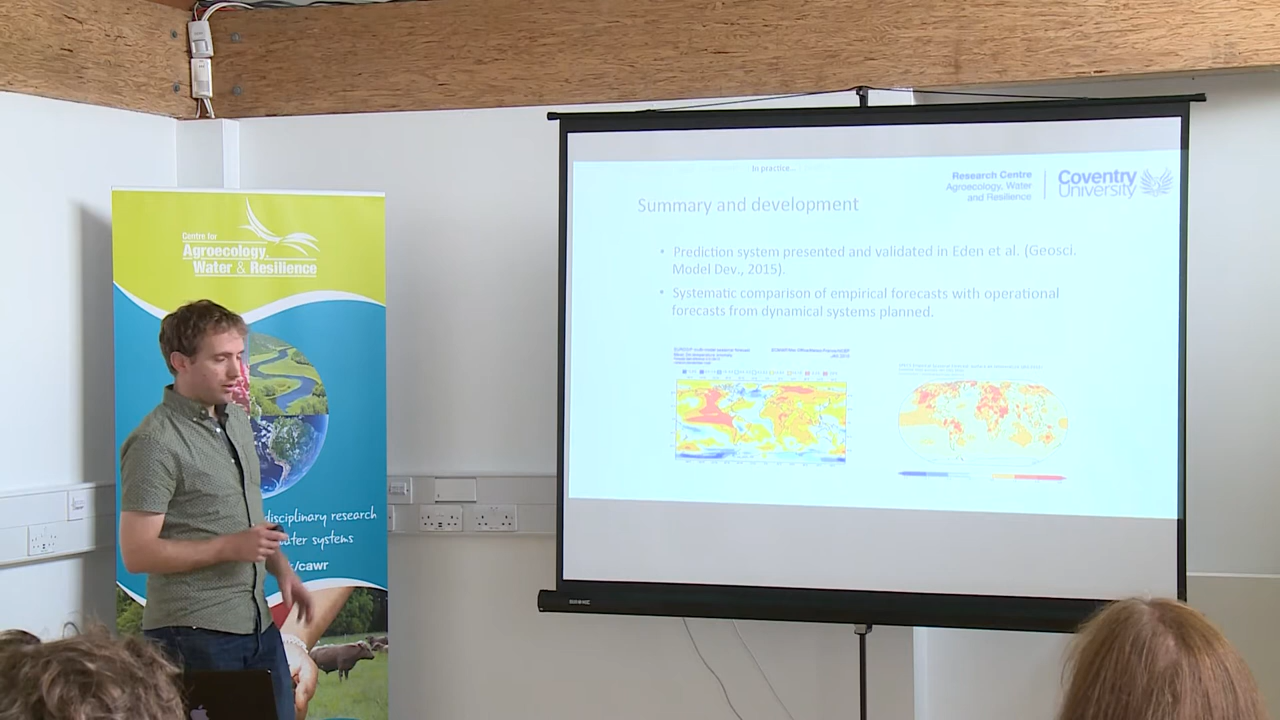 Centre for
Agroecology,
Water & Resilience
disciplinary research
water systems
/cawr
In practice...
Research Centre
Agroecology, Water
and Resilience
Coventry
University
Summary and development
• Prediction system presented and validated in Eden et al. (Geosci.
Model Dev., 2015).
• Systematic comparison of empirical forecasts with operational
forecasts from dynamical systems planned.